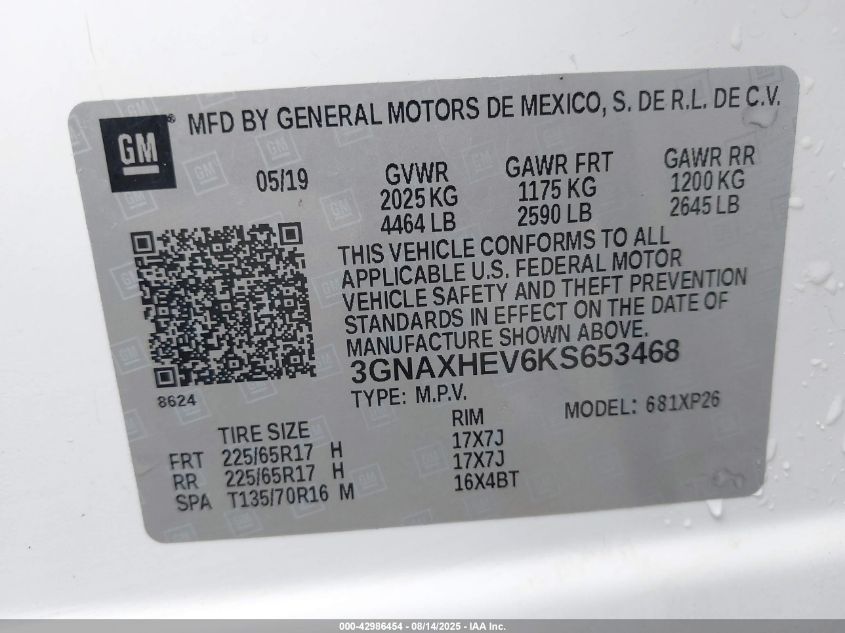 GM ® MFD BY GENERAL MOTORS DE MEXICO, S. DE R.L. DE C.V.
05/19
GVWR GAWR FRT GAWR RR
2025 KG 1175 KG 1200 KG
4464 LB 2590 LB 2645 LB
THIS VEHICLE CONFORMS TO ALL
APPLICABLE U.S. FEDERAL MOTOR
VEHICLE SAFETY AND THEFT PREVENTION
STANDARDS IN EFFECT ON THE DATE OF
MANUFACTURE SHOWN ABOVE.
3GNAXHEV6KS653468
8624
TYPE: M.P.V. MODEL: 681XP26
TIRE SIZE RIM
FRT 225/65R17 H 17X7J
RR 225/65R17 H 17X7J
SPA T135/70R16 M 16X4BT
000-42986454 - 08/14/2025 - IAA Inc.